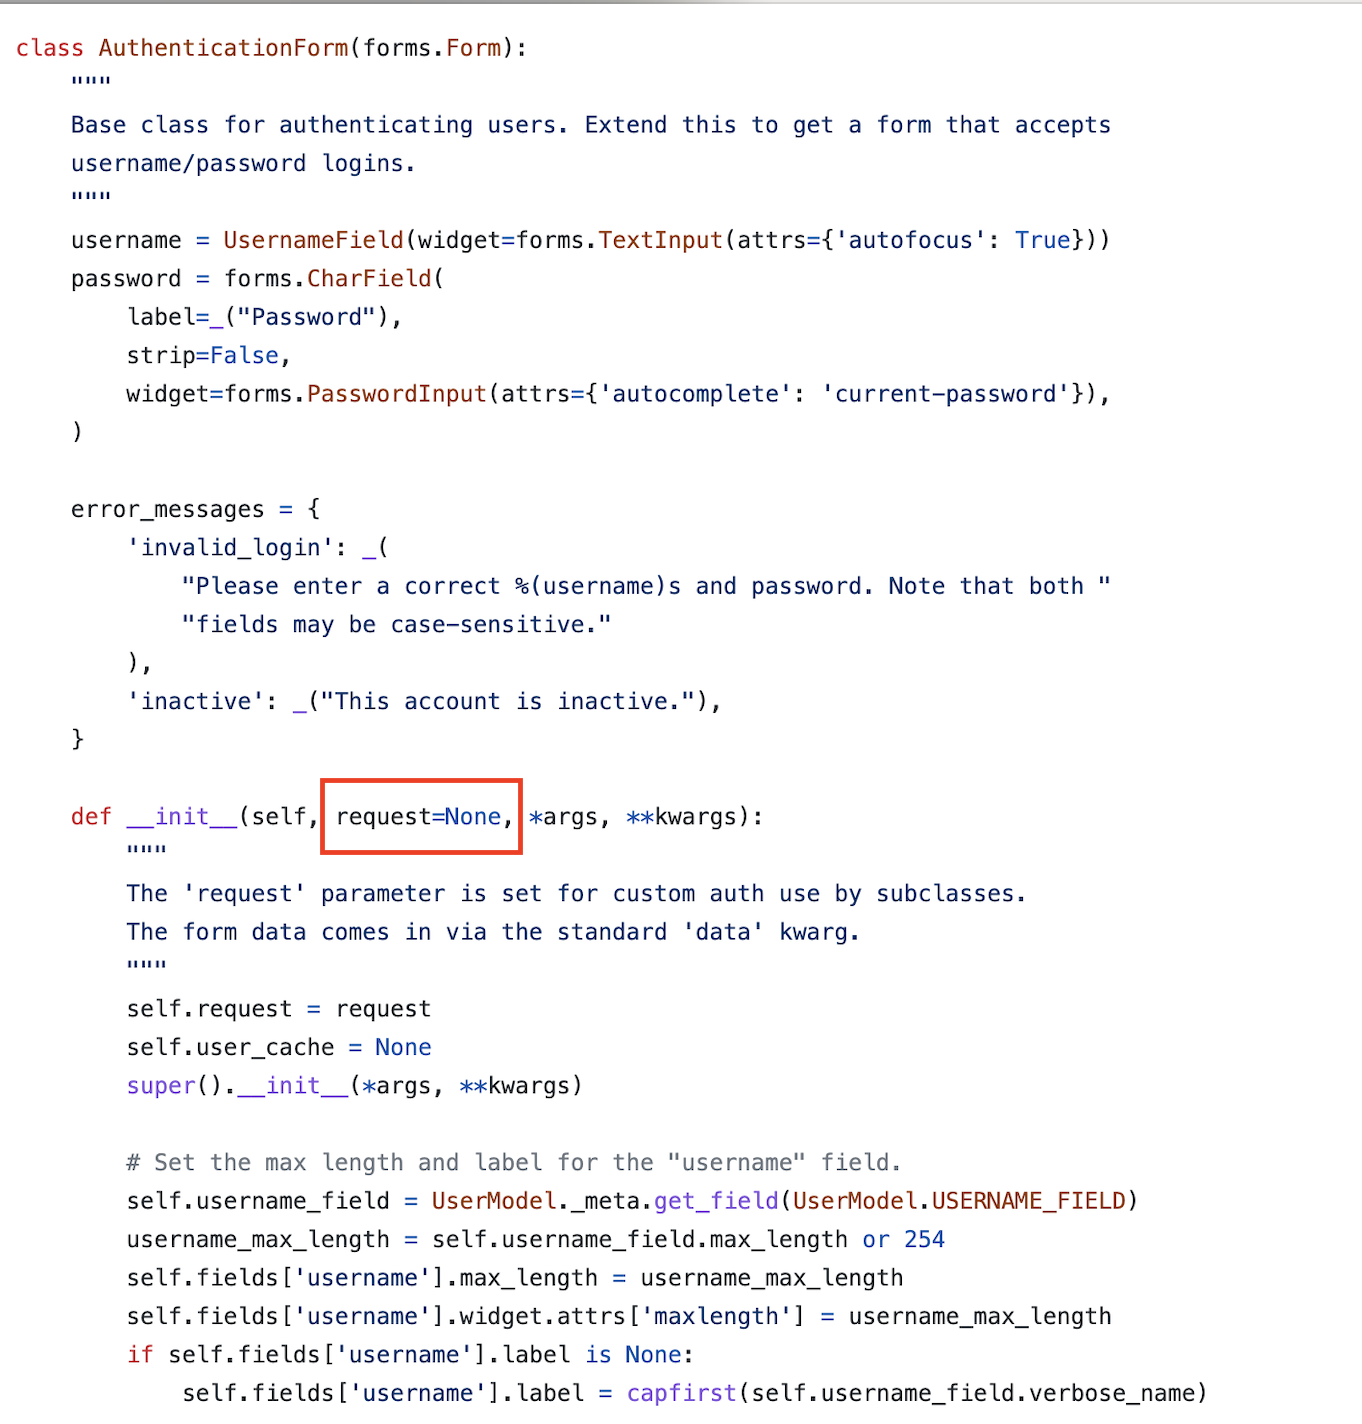 class AuthenticationForm(forms.Form):
    """
    Base class for authenticating users. Extend this to get a form that accepts
    username/password logins.
    """
    username = UsernameField(widget=forms.TextInput(attrs={'autofocus': True}))
    password = forms.CharField(
        label=_("Password"),
        strip=False,
        widget=forms.PasswordInput(attrs={'autocomplete': 'current-password'}),
    )

    error_messages = {
        'invalid_login': _(
            "Please enter a correct %(username)s and password. Note that both "
            "fields may be case-sensitive."
        ),
        'inactive': _("This account is inactive."),
    }

    def __init__(self, request=None, *args, **kwargs):
        """
        The 'request' parameter is set for custom auth use by subclasses.
        The form data comes in via the standard 'data' kwarg.
        """
        self.request = request
        self.user_cache = None
        super().__init__(*args, **kwargs)

        # Set the max length and label for the "username" field.
        self.username_field = UserModel._meta.get_field(UserModel.USERNAME_FIELD)
        username_max_length = self.username_field.max_length or 254
        self.fields['username'].max_length = username_max_length
        self.fields['username'].widget.attrs['maxlength'] = username_max_length
        if self.fields['username'].label is None:
            self.fields['username'].label = capfirst(self.username_field.verbose_name)